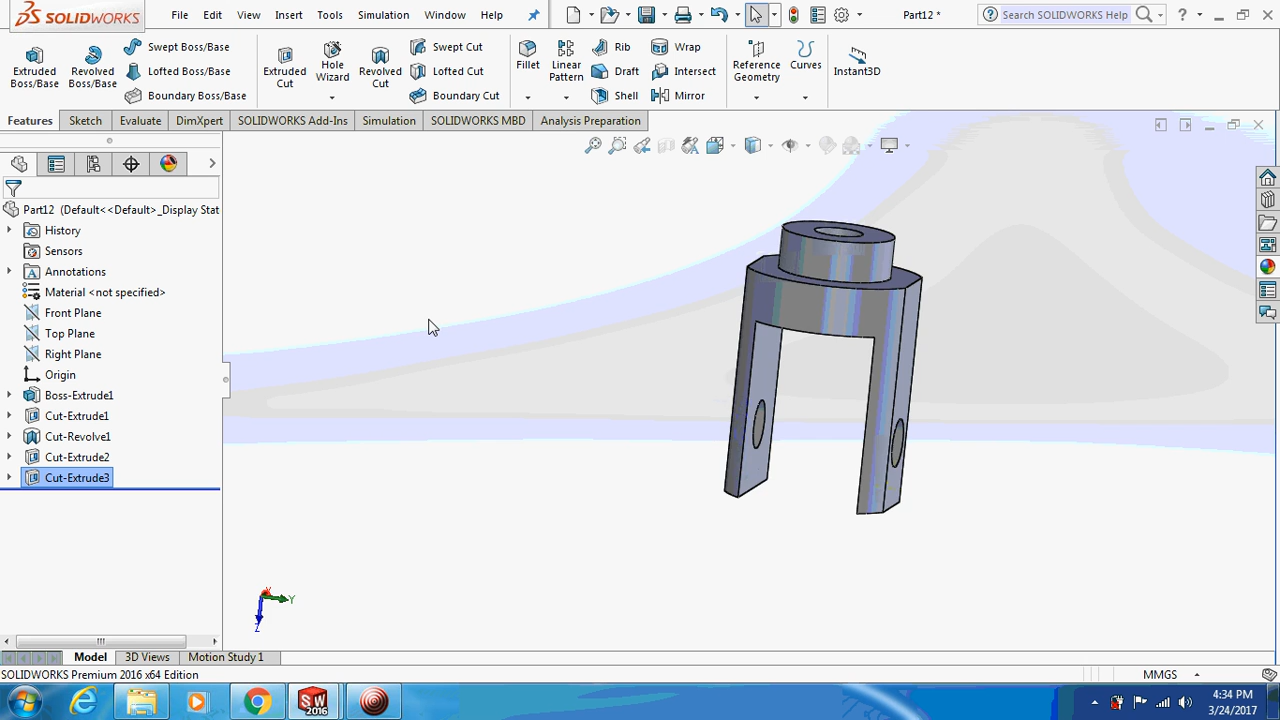 SOLIDWORKS
File Edit View Insert Tools Simulation Window Help
Part12 *
Search SOLIDWORKS Help
?
Extruded Boss/Base
Revolved Boss/Base
Swept Boss/Base
Lofted Boss/Base
Boundary Boss/Base
Extruded Cut
Hole Wizard
Revolved Cut
Swept Cut
Lofted Cut
Boundary Cut
Fillet
Linear Pattern
Rib
Draft
Shell
Wrap
Intersect
Mirror
Reference Geometry
Curves
Instant3D
Features Sketch Evaluate DimXpert SOLIDWORKS Add-Ins Simulation SOLIDWORKS MBD Analysis Preparation
Part12 (Default<<Default>_Display Stat
History
Sensors
Annotations
Material <not specified>
Front Plane
Top Plane
Right Plane
Origin
Boss-Extrude1
Cut-Extrude1
Cut-Revolve1
Cut-Extrude2
Cut-Extrude3
X
Y
Z
Model 3D Views Motion Study 1
SOLIDWORKS Premium 2016 x64 Edition
MMGS
SW
2016
4:34 PM
3/24/2017